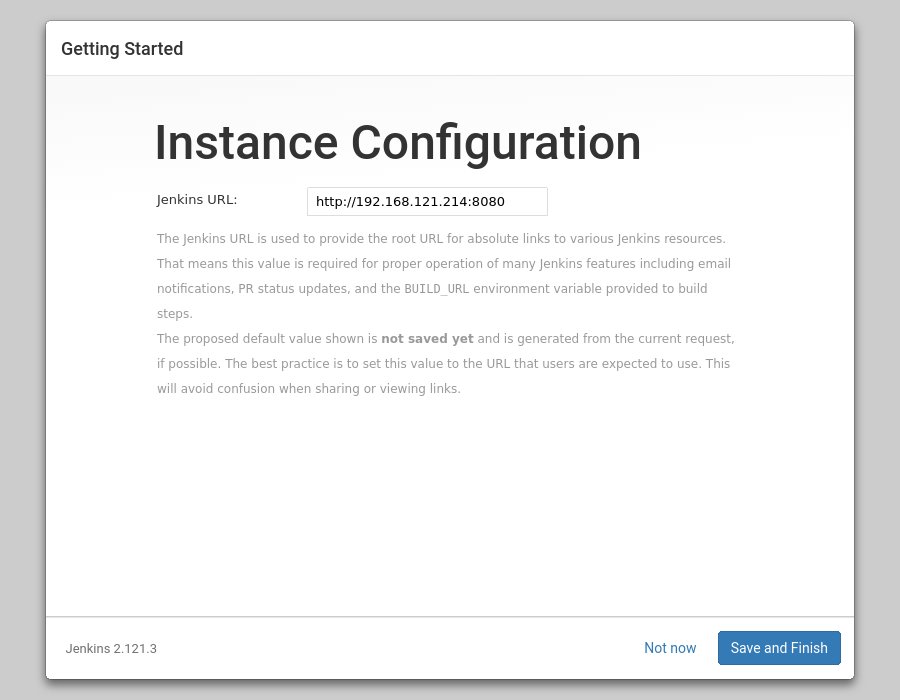 Getting Started
Instance Configuration
Jenkins URL: http://192.168.121.214:8080
The Jenkins URL is used to provide the root URL for absolute links to various Jenkins resources.
That means this value is required for proper operation of many Jenkins features including email
notifications, PR status updates, and the BUILD_URL environment variable provided to build
steps.
The proposed default value shown is not saved yet and is generated from the current request,
if possible. The best practice is to set this value to the URL that users are expected to use. This
will avoid confusion when sharing or viewing links.
Jenkins 2.121.3 Not now Save and Finish